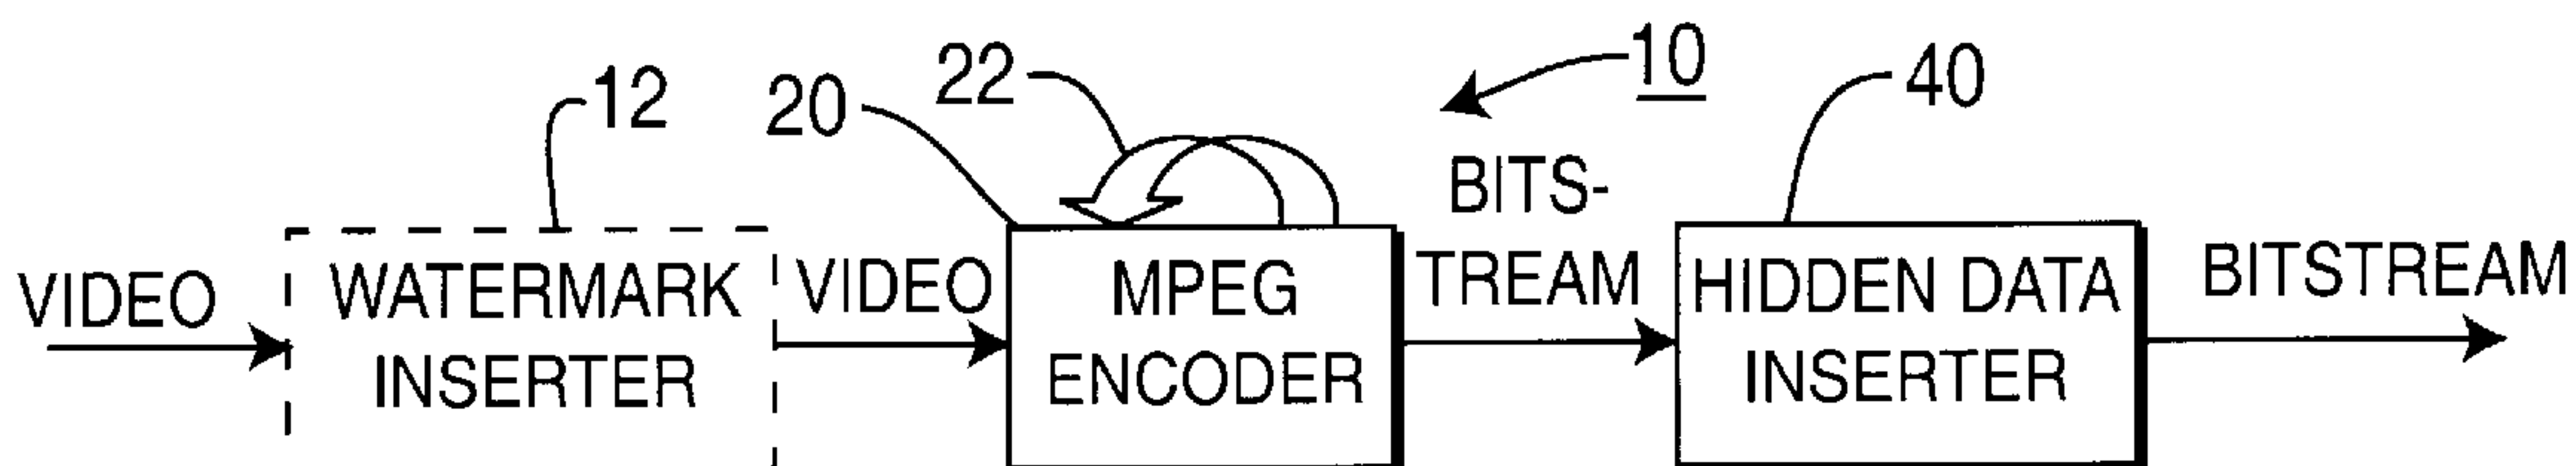 12
20
22
10
40
VIDEO
WATERMARK
INSERTER
VIDEO
MPEG
ENCODER
BITS-
TREAM
HIDDEN DATA
INSERTER
BITSTREAM